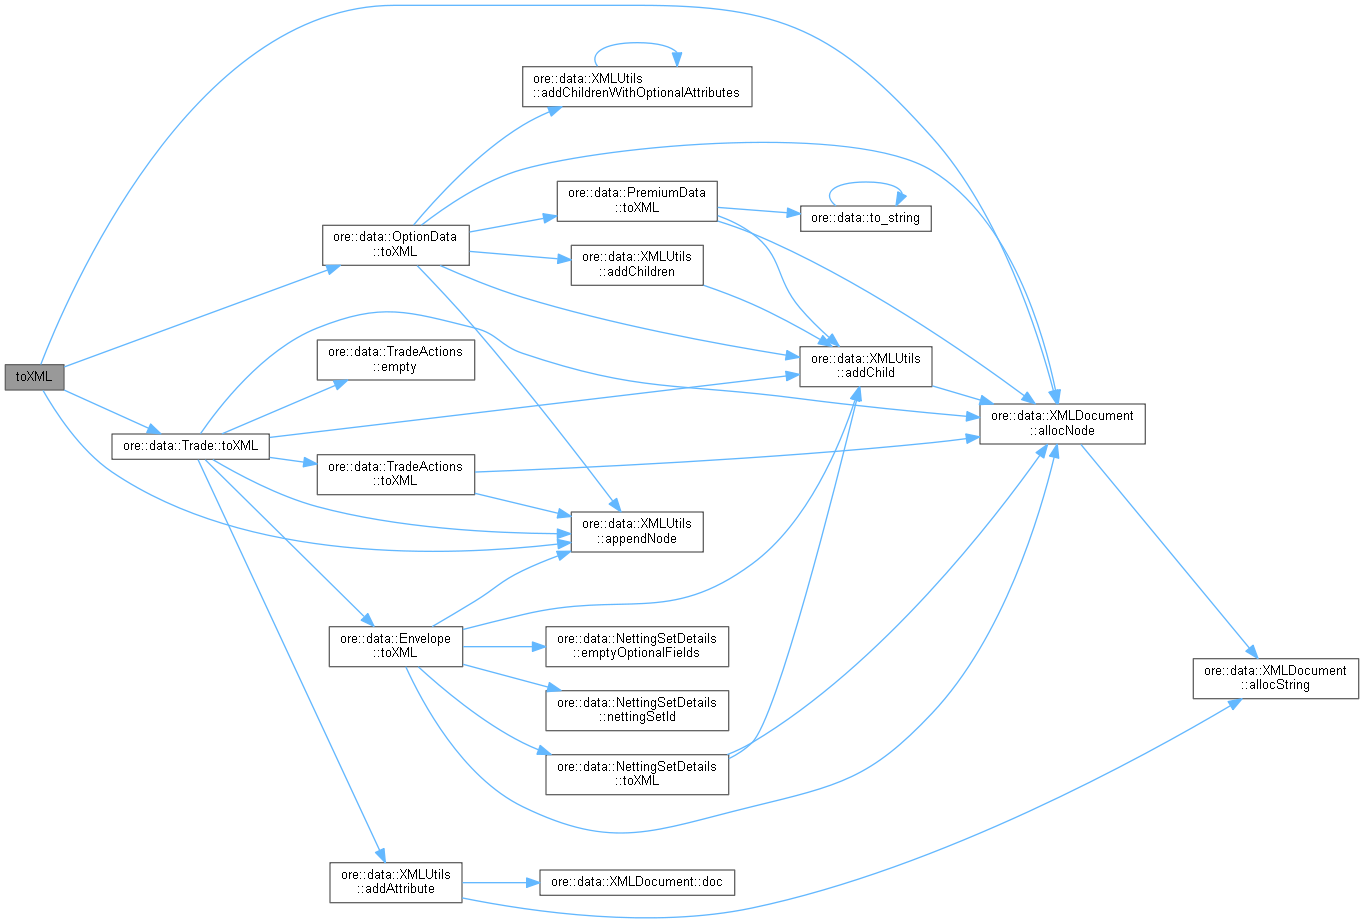 ore::data::XMLUtils
::addChildrenWithOptionalAttributes
ore::data::PremiumData
::toXML
ore::data::to_string
ore::data::OptionData
::toXML
ore::data::XMLUtils
::addChildren
ore::data::TradeActions
::empty
ore::data::XMLUtils
::addChild
toXML
ore::data::XMLDocument
::allocNode
ore::data::Trade::toXML
ore::data::TradeActions
::toXML
ore::data::XMLUtils
::appendNode
ore::data::Envelope
::toXML
ore::data::NettingSetDetails
::emptyOptionalFields
ore::data::XMLDocument
::allocString
ore::data::NettingSetDetails
::nettingSetId
ore::data::NettingSetDetails
::toXML
ore::data::XMLUtils
::addAttribute
ore::data::XMLDocument::doc